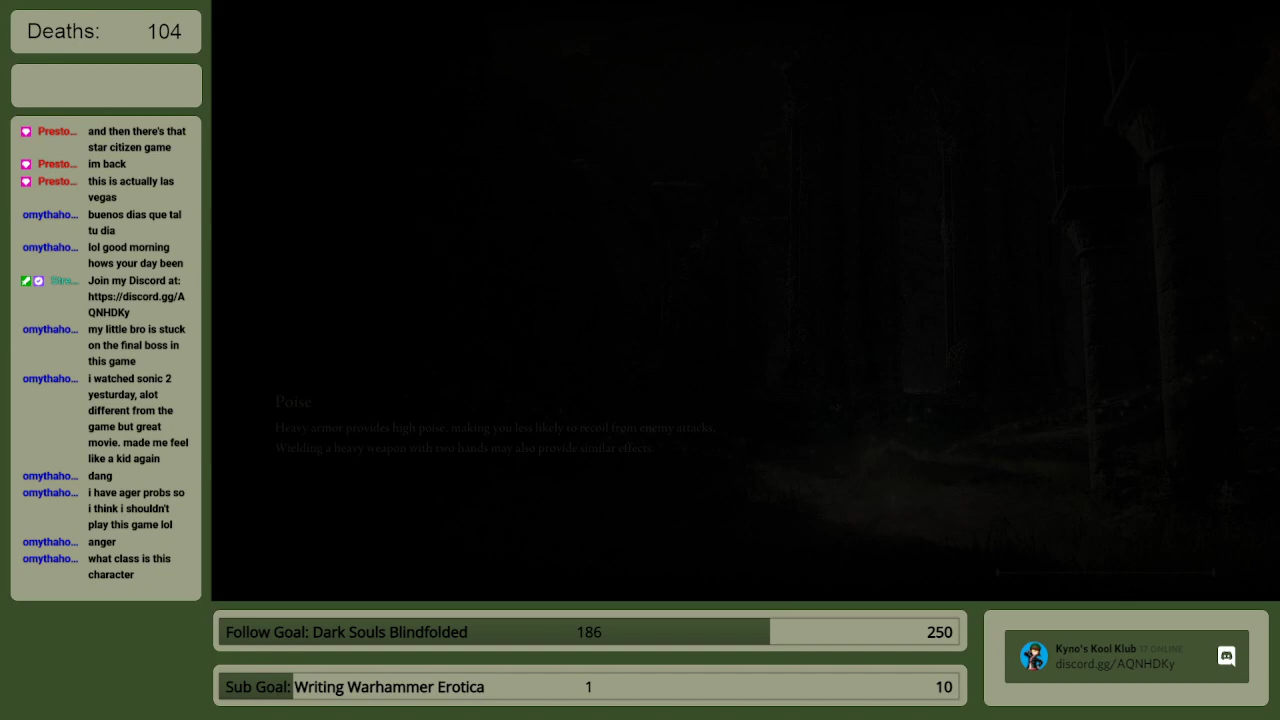 Deaths: 104
Presto... and then there's that
star citizen game
Presto... im back
Presto... this is actually las
vegas
omythaho... buenos dias que tal
tu dia
omythaho... lol good morning
hows your day been
Stre... Join my Discord at:
https://discord.gg/A
QNHDKy
omythaho... my little bro is stuck
on the final boss in
this game
omythaho... i watched sonic 2
yesturday, alot
different from the
game but great
movie. made me feel
like a kid again
omythaho... dang
omythaho... i have ager probs so
i think i shouldn't
play this game lol
omythaho... anger
omythaho... what class is this
character
Poise
Heavy armor provides high poise, making you less likely to recoil from enemy attacks.
Wielding a heavy weapon with two hands may also provide similar effects.
Follow Goal: Dark Souls Blindfolded 186 250
Sub Goal: Writing Warhammer Erotica 1 10
Kyno's Kool Klub 17 ONLINE
discord.gg/AQNHDKy